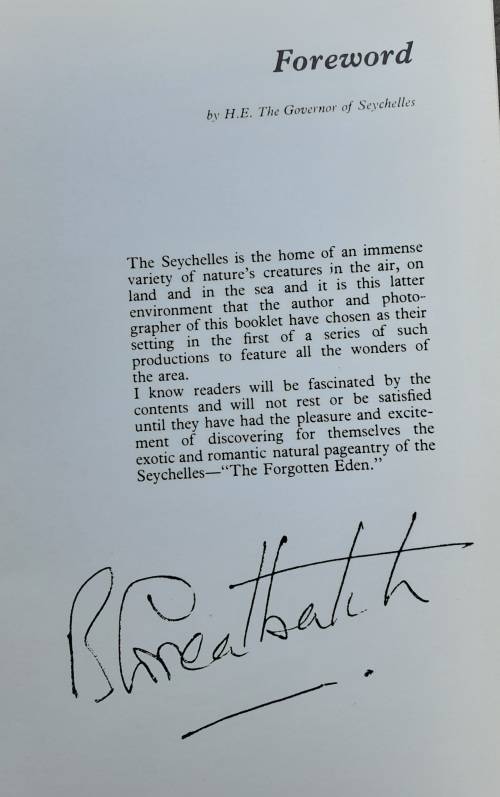 Foreword
by H.E. The Governor of Seychelles
The Seychelles is the home of an immense
variety of nature's creatures in the air, on
land and in the sea and it is this latter
environment that the author and photo-
grapher of this booklet have chosen as their
setting in the first of a series of such
productions to feature all the wonders of
the area.
I know readers will be fascinated by the
contents and will not rest or be satisfied
until they have had the pleasure and excite-
ment of discovering for themselves the
exotic and romantic natural pageantry of the
Seychelles—"The Forgotten Eden."
B Greatbatch